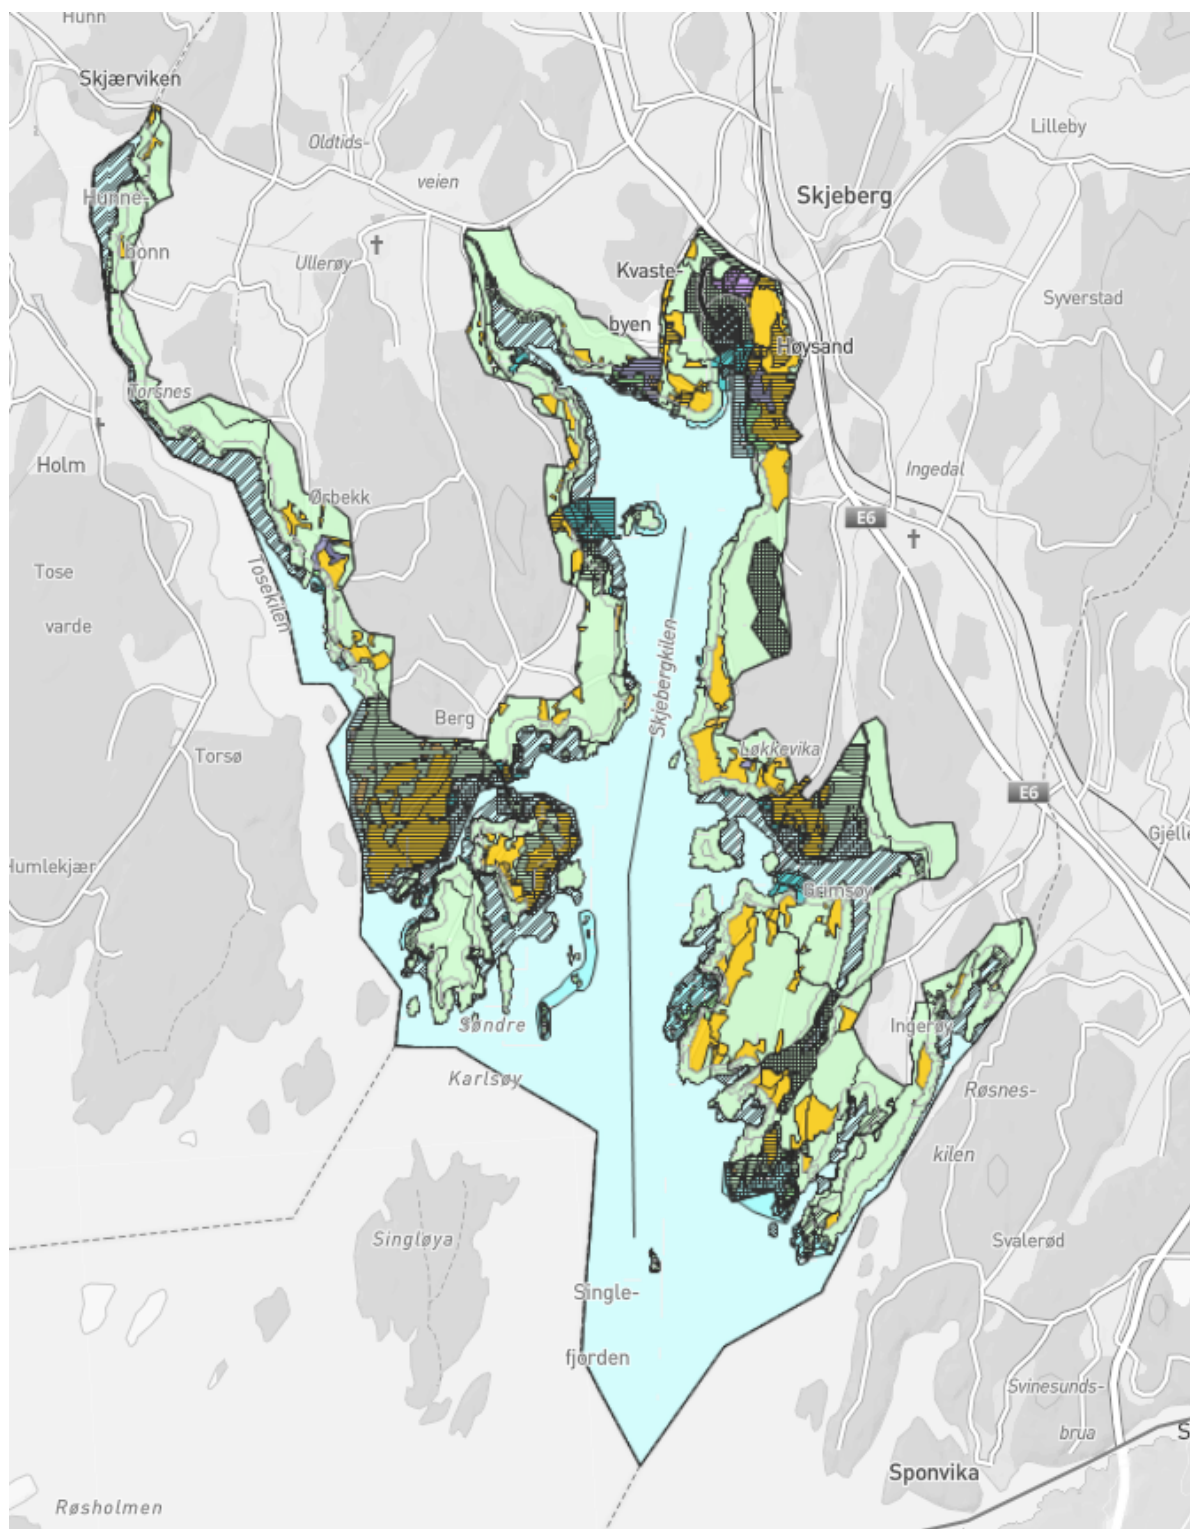 Hunn
Skjærviken
Lilleby
Oldtids-
veien
Skjeberg
Hunne-
bonn
Ullerøy
Kvaste-
Syverstad
byen
Høysand
Torsnes
Holm
Ingedal
Ørbekk
E6
Tose
varde
Tosekilen
Skjebergkilen
Berg
Løkkevika
Torsø
E6
Humlekjær
Grimsøy
Søndre
Karlsøy
Ingerøy
Røsnes-
kilen
Singløya
Svalerød
Single-
fjorden
Svinesunds-
brua
Sponvika
Røsholmen